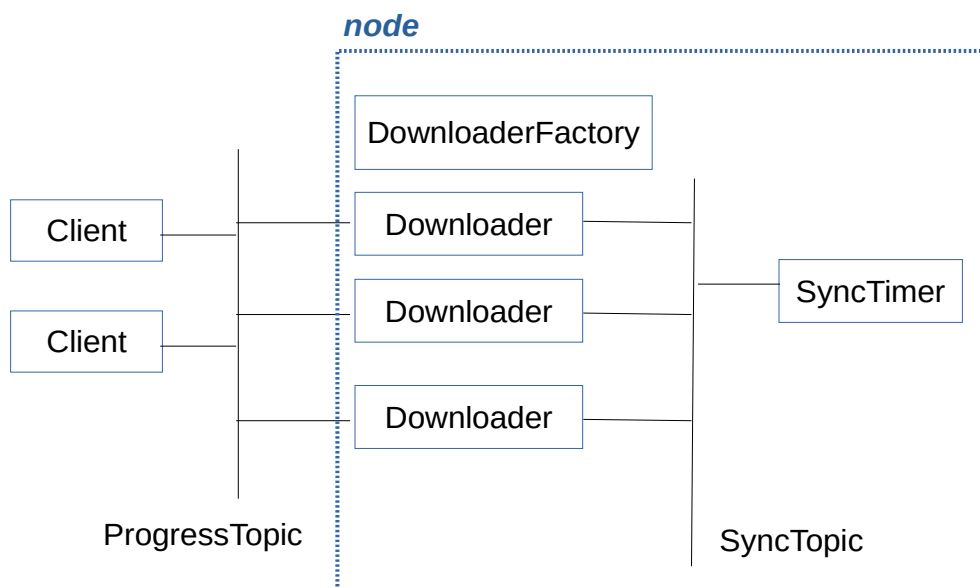 node
DownloaderFactory
Client
Downloader
Downloader
SyncTimer
Client
Downloader
ProgressTopic
SyncTopic